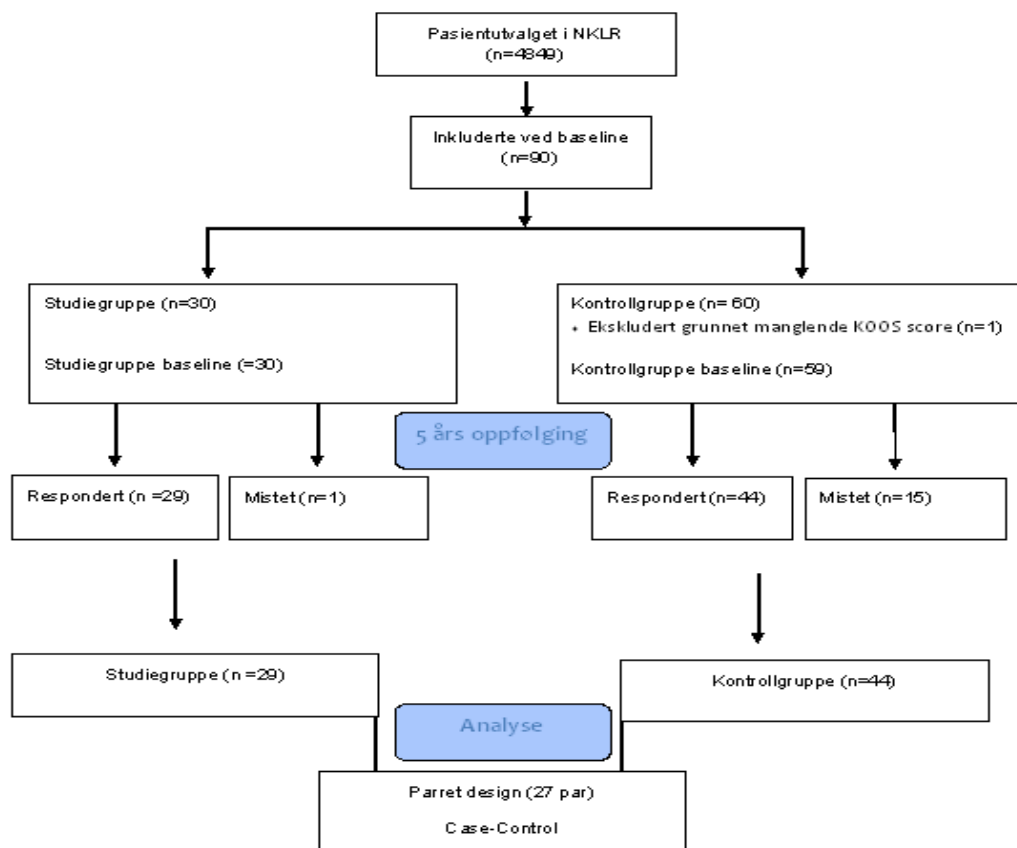 Pasientutvalget i NKLR
(n=4849)
Inkluderte ved baseline
(n=90)
Studiegruppe (n=30)
Studiegruppe baseline (=30)
Kontrollgruppe (n= 60)
• Ekskludert grunnet manglende KOOS score (n=1)
Kontrollgruppe baseline (n=59)
5 års oppfølging
Respondert (n =29)
Mistet (n=1)
Respondert (n=44)
Mistet (n=15)
Studiegruppe (n =29)
Kontrollgruppe (n=44)
Analyse
Parret design (27 par)
Case-Control